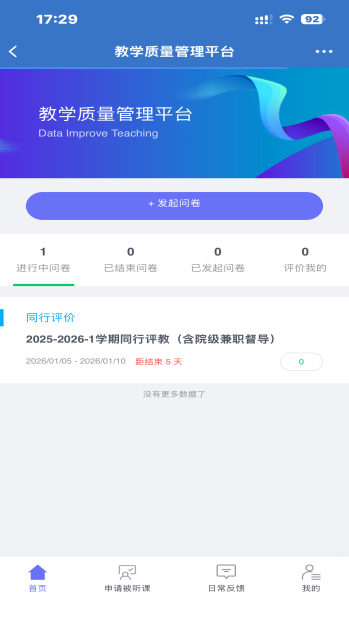 17:29
92
教学质量管理平台
教学质量管理平台
Data Improve Teaching
+ 发起问卷
1 0 0 0
进行中问卷 已结束问卷 已发起问卷 评价我的
同行评价
2025-2026-1学期同行评教（含院级兼职督导）
2026/01/05 - 2026/01/10 距结束 5 天 0
没有更多数据了
首页 申请被听课 日常反馈 我的